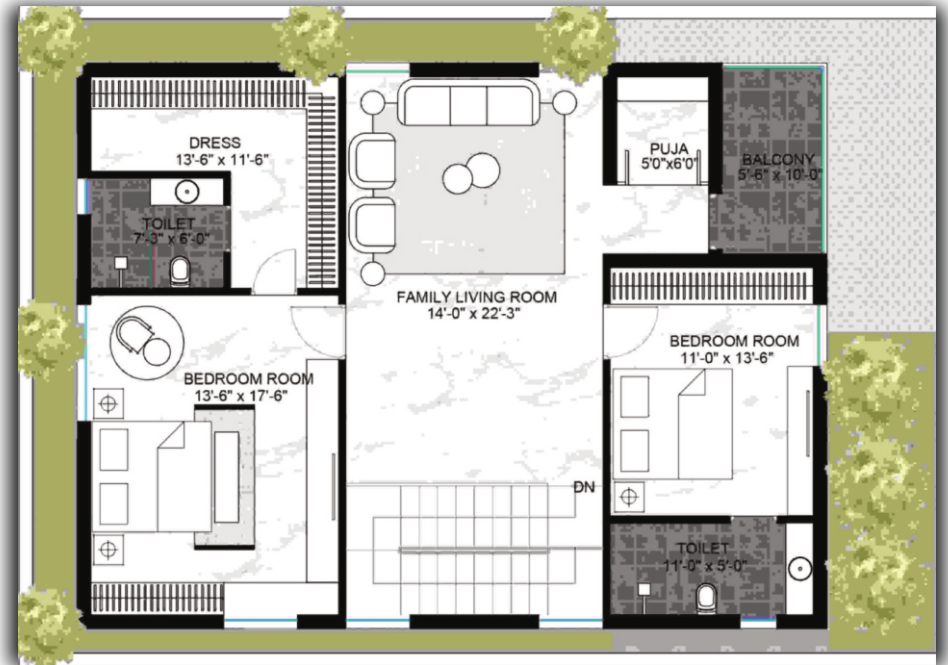 DRESS
13'-6" x 11'-6"
PUJA
5'0"x6'0"
BALCONY
5'-6" x 10'-0"
TOILET
7'-3" x 6'-0"
FAMILY LIVING ROOM
14'-0" x 22'-3"
BEDROOM ROOM
11'-0" x 13'-6"
BEDROOM ROOM
13'-6" x 17'-6"
DN
TOILET
11'-0" x 5'-0"